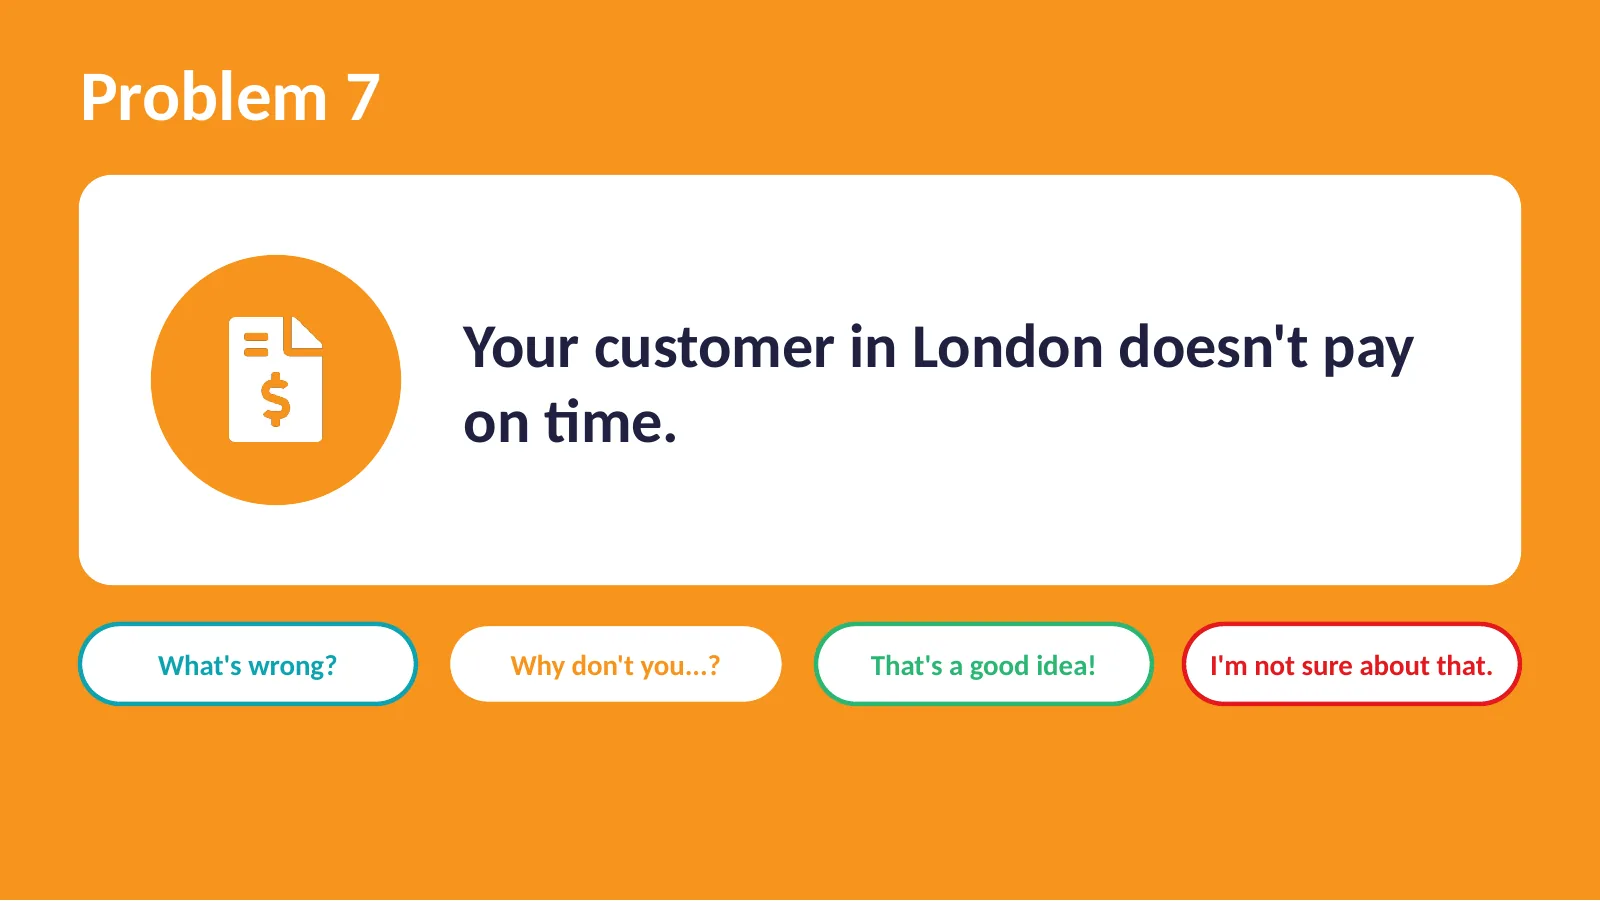 Problem 7
$
Your customer in London doesn't pay
on time.
What's wrong?
Why don't you...?
That's a good idea!
I'm not sure about that.